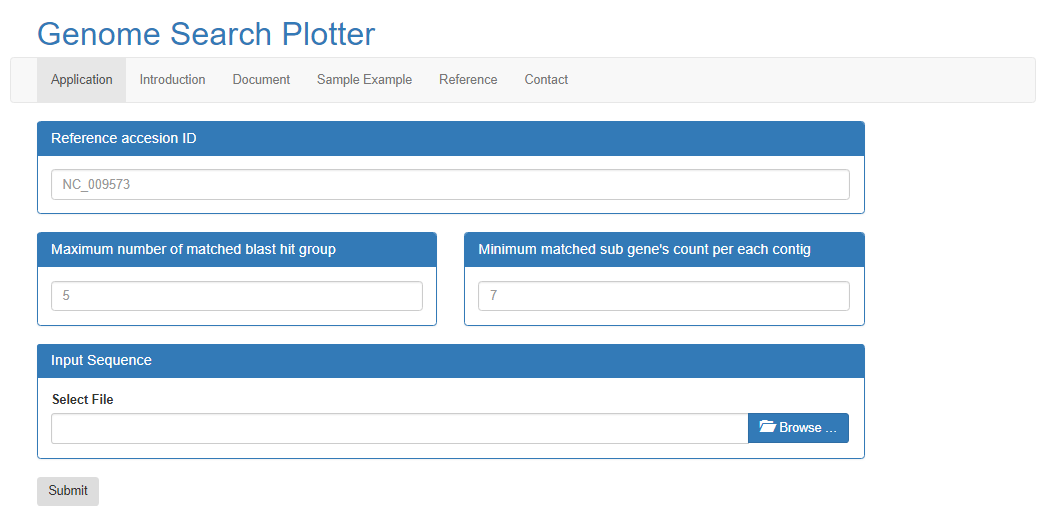 Genome Search Plotter
Application Introduction Document Sample Example Reference Contact
Reference accesion ID
NC_009573
Maximum number of matched blast hit group
5
Minimum matched sub gene's count per each contig
7
Input Sequence
Select File
Browse ...
Submit